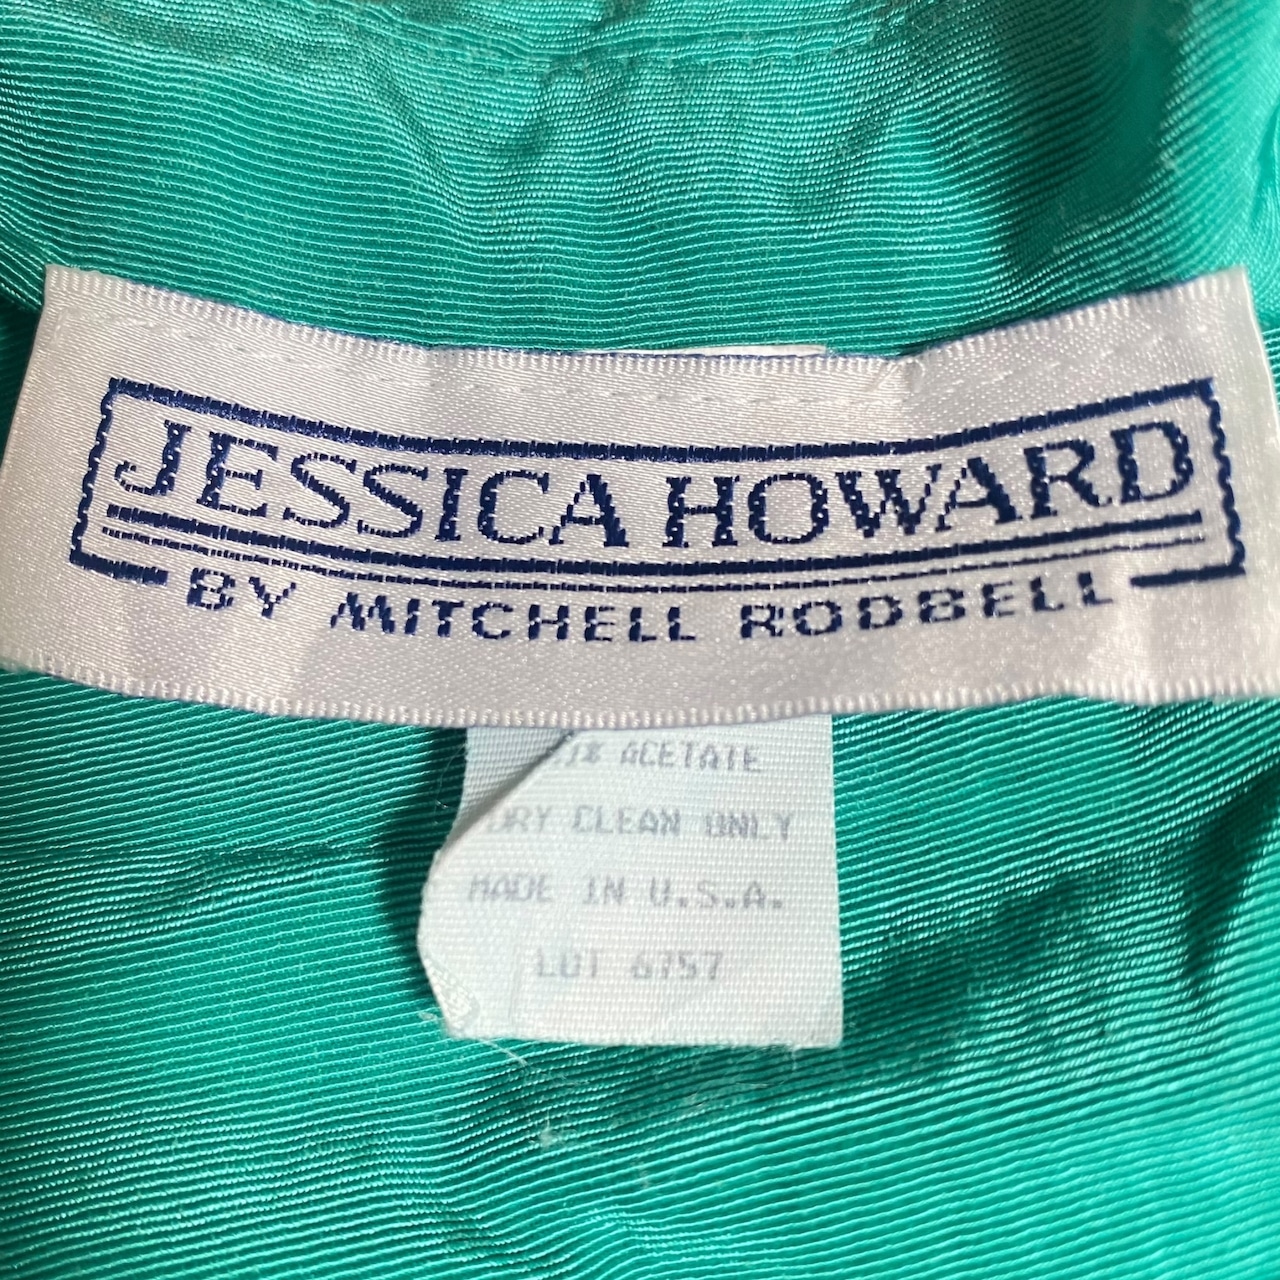 JESSICA HOWARD
BY MITCHELL RODBELL
ACETATE
DRY CLEAN ONLY
MADE IN U.S.A.
LOT 6757